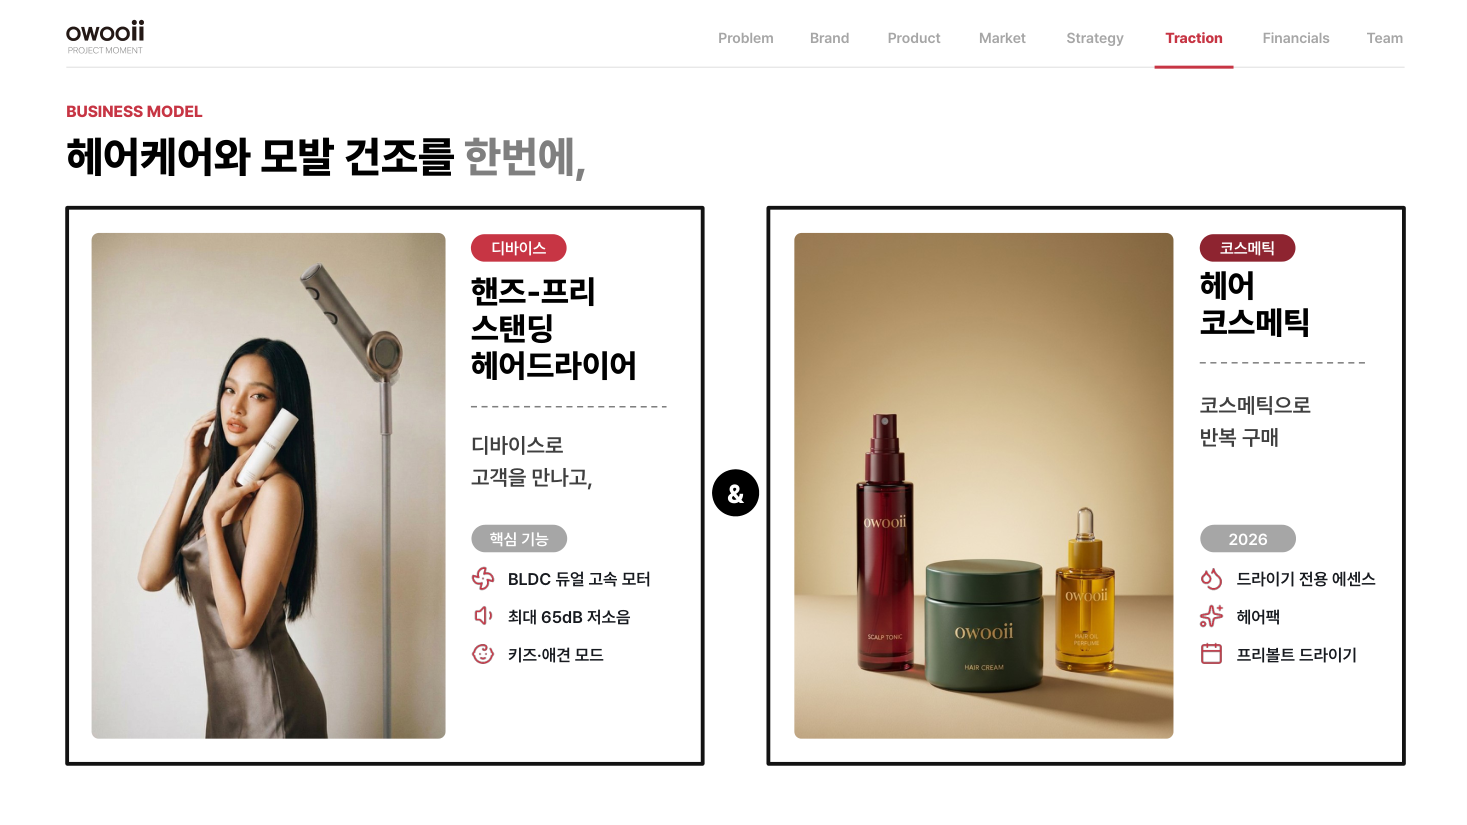 owooii
PROJECT MOMENT
Problem
Brand
Product
Market
Strategy
Traction
Financials
Team
BUSINESS MODEL
헤어케어와 모발 건조를 한번에,
디바이스
핸즈-프리
스탠딩
헤어드라이어
디바이스로
고객을 만나고,
핵심 기능
BLDC 듀얼 고속 모터
최대 65dB 저소음
키즈·애견 모드
&
owooii
SCALP TONIC
owooii
HAIR CREAM
owooii
HAIR OIL
PERFUME
코스메틱
헤어
코스메틱
코스메틱으로
반복 구매
2026
드라이기 전용 에센스
헤어팩
프리볼트 드라이기